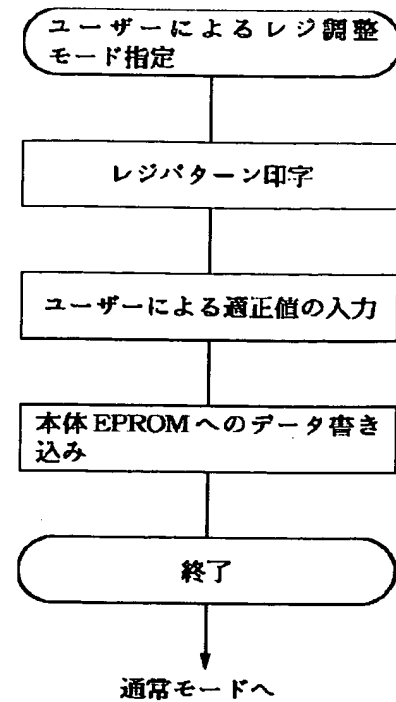 ユーザーによるレジ調整
モード指定
レジパターン印字
ユーザーによる適正値の入力
本体EPROMへのデータ書き
込み
終了
通常モードへ